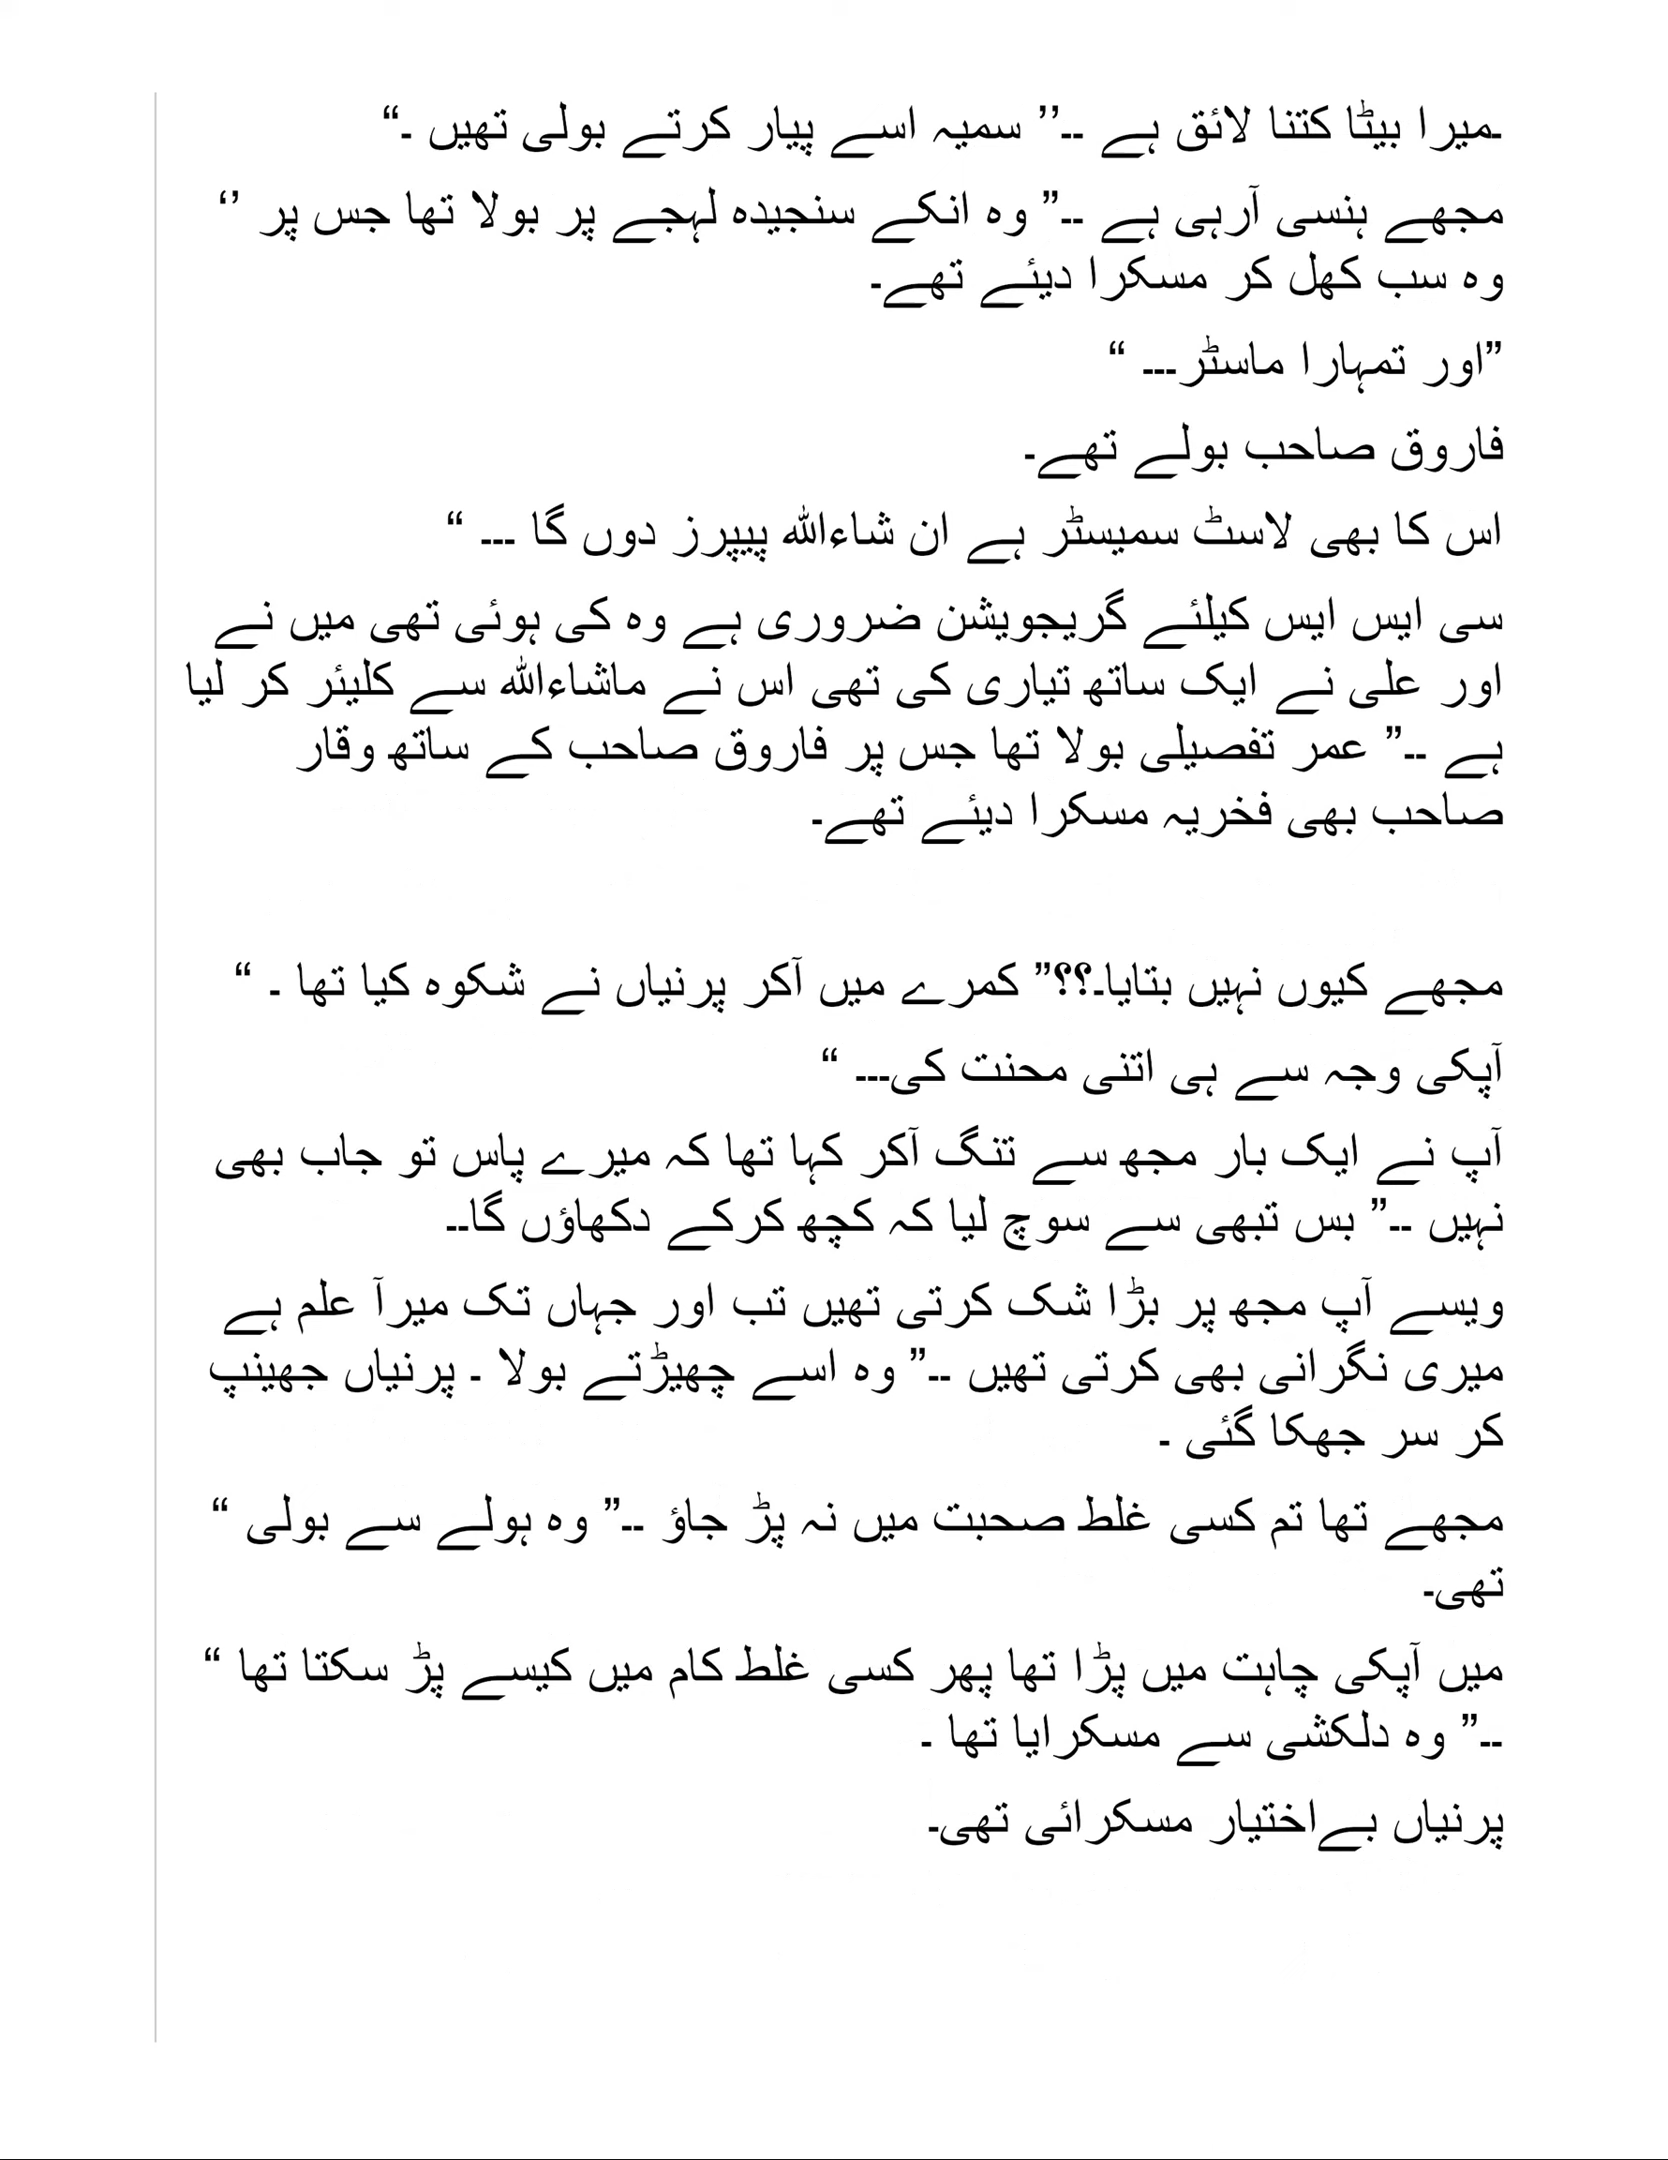 ۔میرا بیٹا کتنا لائق ہے ۔۔’’ سمیہ اسے پیار کرتے بولی تھیں ۔“
مجھے ہنسی آرہی ہے ۔۔” وہ انکے سنجیدہ لہجے پر بولا تھا جس پر ’‘
وہ سب کھل کر مسکرا دیئے تھے۔
”اور تمہارا ماسٹر۔۔۔ “
فاروق صاحب بولے تھے۔
اس کا بھی لاسٹ سمیسٹر ہے ان شاءاللہ پیپرز دوں گا ۔۔۔ “
سی ایس ایس کیلئے گریجویشن ضروری ہے وہ کی ہوئی تھی میں نے
اور علی نے ایک ساتھ تیاری کی تھی اس نے ماشاءاللہ سے کلیئر کر لیا
ہے ۔۔” عمر تفصیلی بولا تھا جس پر فاروق صاحب کے ساتھ وقار
صاحب بھی فخریہ مسکرا دیئے تھے۔
مجھے کیوں نہیں بتایا۔؟؟” کمرے میں آکر پرنیاں نے شکوہ کیا تھا ۔ “
آپکی وجہ سے ہی اتنی محنت کی۔۔۔ “
آپ نے ایک بار مجھ سے تنگ آکر کہا تھا کہ میرے پاس تو جاب بھی
نہیں ۔۔” بس تبھی سے سوچ لیا کہ کچھ کرکے دکھاؤں گا۔۔
ویسے آپ مجھ پر بڑا شک کرتی تھیں تب اور جہاں تک میرآ علم ہے
میری نگرانی بھی کرتی تھیں ۔۔” وہ اسے چھیڑتے بولا ۔ پرنیاں جھینپ
کر سر جھکا گئی ۔
مجھے تھا تم کسی غلط صحبت میں نہ پڑ جاؤ ۔۔” وہ ہولے سے بولی “
تھی۔
میں آپکی چاہت میں پڑا تھا پھر کسی غلط کام میں کیسے پڑ سکتا تھا “
۔۔” وہ دلکشی سے مسکرایا تھا ۔
پرنیاں بےاختیار مسکرائی تھی۔